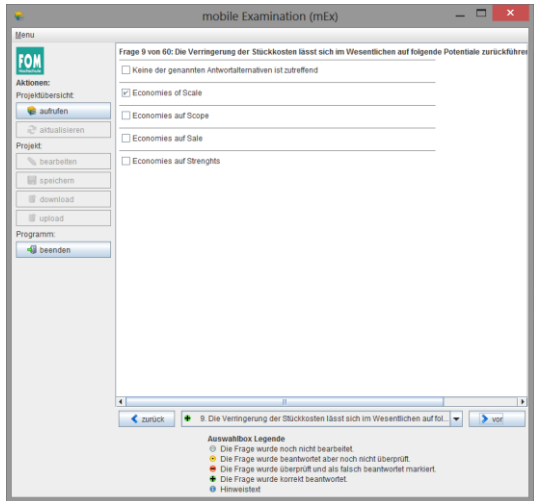 mobile Examination (mEx)
Menu
FOM
Hochschule
Aktionen:
Projektübersicht:
aufrufen
aktualisieren
Projekt:
bearbeiten
speichern
download
upload
Programm:
beenden
Frage 9 von 60: Die Verringerung der Stückkosten lässt sich im Wesentlichen auf folgende Potentiale zurückführen
Keine der genannten Antwortalternativen ist zutreffend
Economies of Scale
Economies auf Scope
Economies auf Sale
Economies auf Strenghts
zurück
9. Die Verringerung der Stückkosten lässt sich im Wesentlichen auf fol...
vor
Auswahlbox Legende
Die Frage wurde noch nicht bearbeitet.
Die Frage wurde beantwortet aber noch nicht überprüft.
Die Frage wurde überprüft und als falsch beantwortet markiert.
Die Frage wurde korrekt beantwortet.
Hinweistext